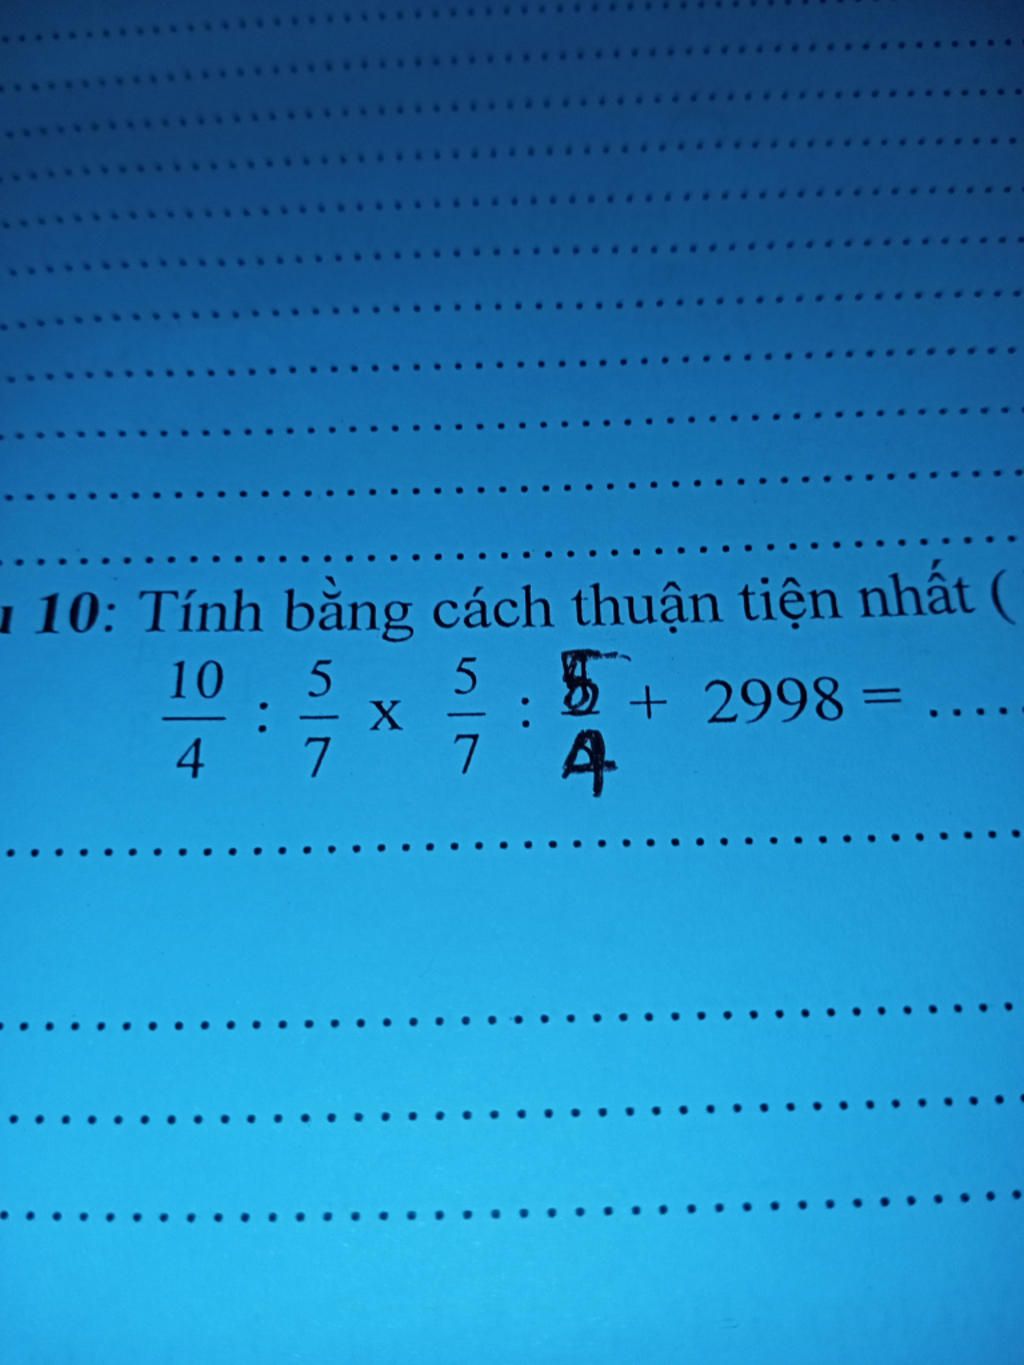 10: Tính bằng cách thuận tiện nhất (
10/4 : 5/7 x 5/7 : 5/4 + 2998 = .....